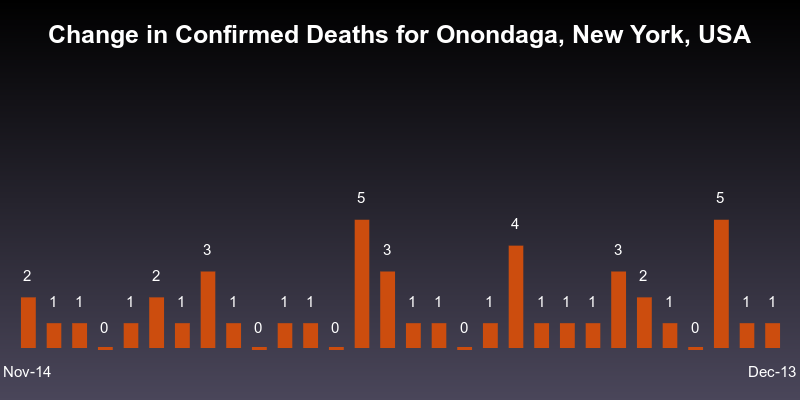 Change in Confirmed Deaths for Onondaga, New York, USA
2 1 1 0 1 2 1 3 1 0 1 1 0 5 3 1 1 0 1 4 1 1 1 3 2 1 0 5 1 1
Nov-14 Dec-13